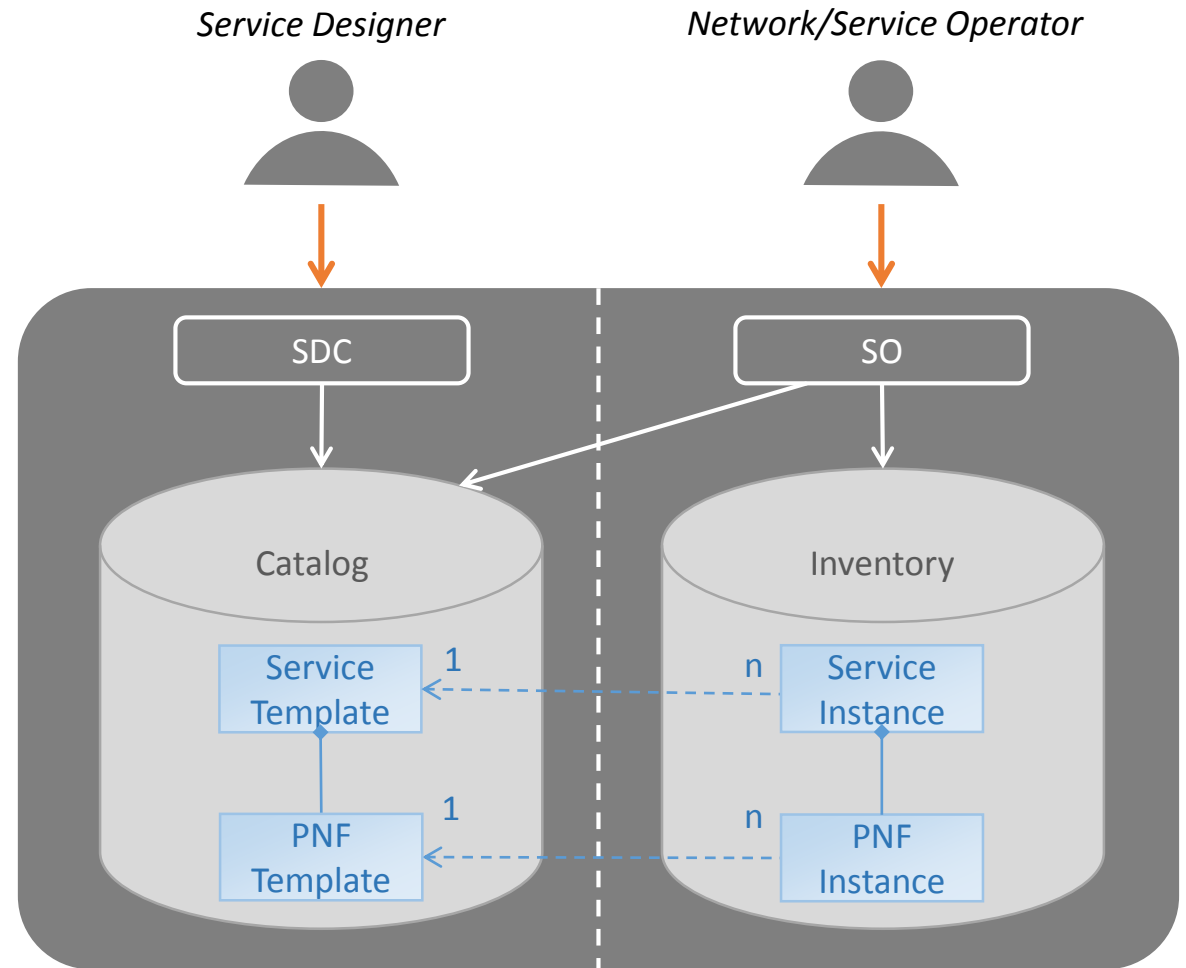 Service Designer
Network/Service Operator
SDC
SO
Catalog
Inventory
Service
Template
1
n
Service
Instance
PNF
Template
1
n
PNF
Instance